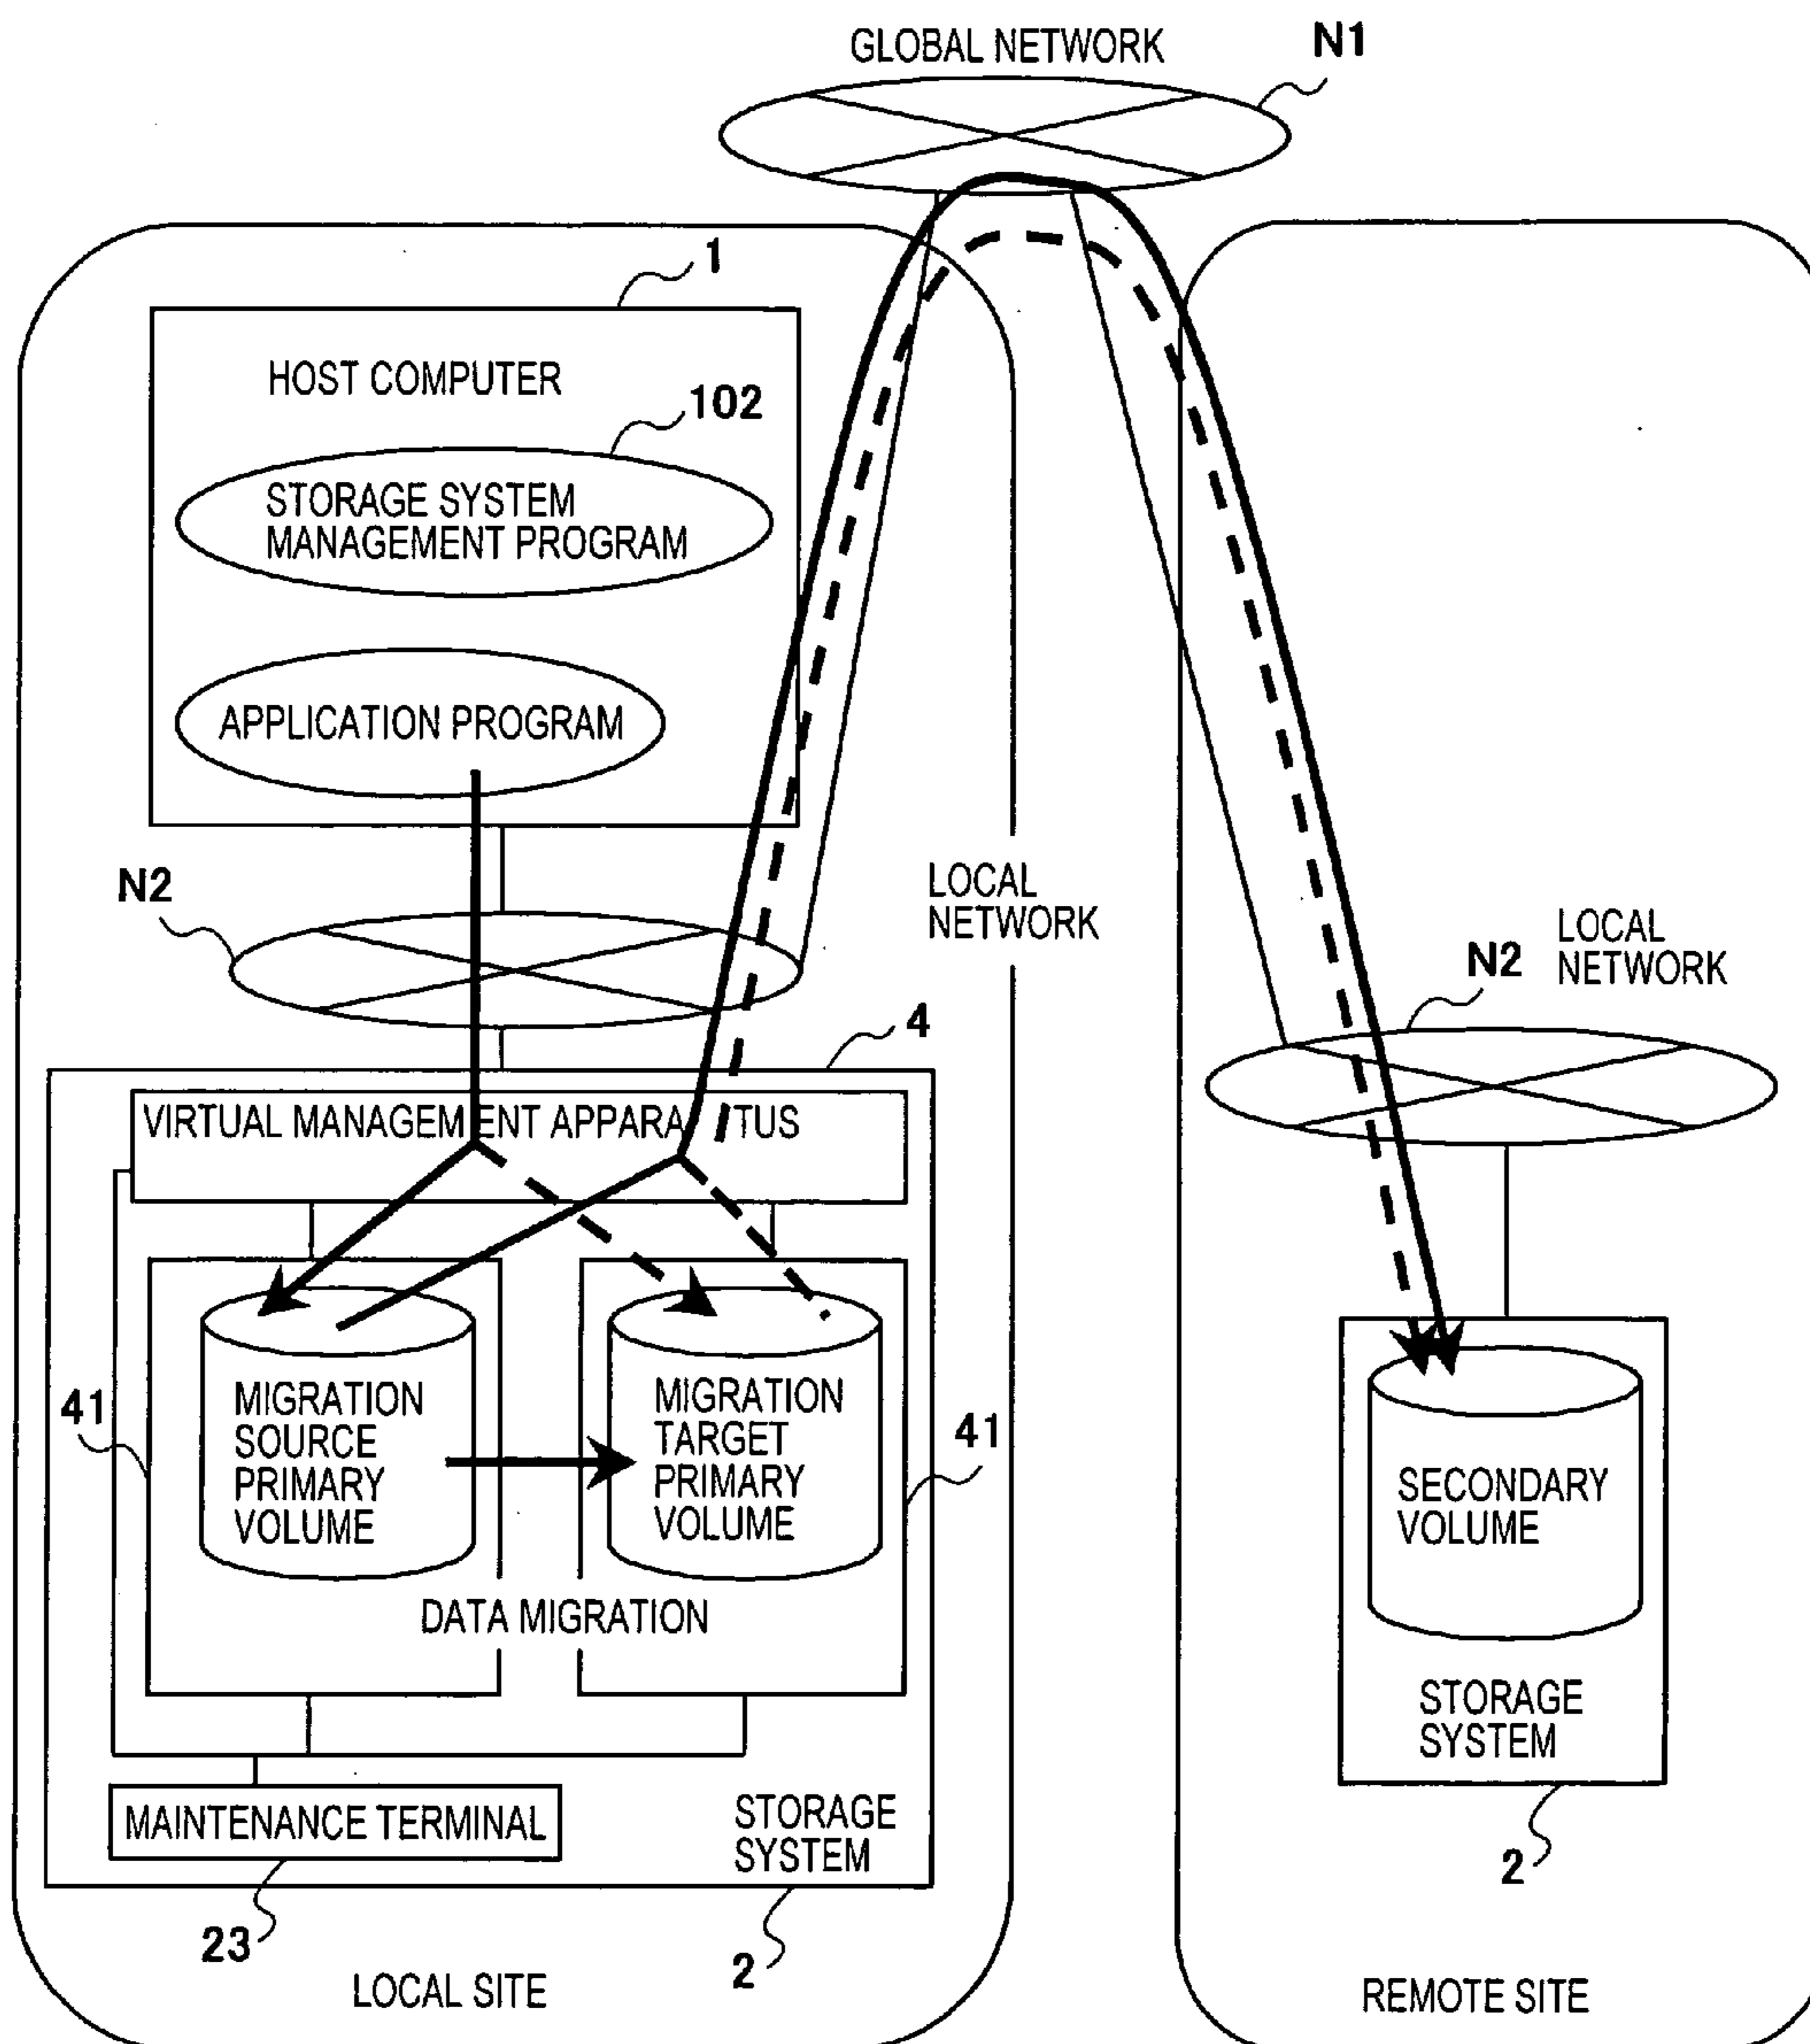 GLOBAL NETWORK
N1
1
HOST COMPUTER
102
STORAGE SYSTEM
MANAGEMENT PROGRAM
APPLICATION PROGRAM
N2
LOCAL
NETWORK
N2
LOCAL
NETWORK
4
VIRTUAL MANAGEMENT APPARATUS
41
MIGRATION
SOURCE
PRIMARY
VOLUME
MIGRATION
TARGET
PRIMARY
VOLUME
41
SECONDARY
VOLUME
DATA MIGRATION
STORAGE
SYSTEM
MAINTENANCE TERMINAL
STORAGE
SYSTEM
2
23
2
LOCAL SITE
REMOTE SITE